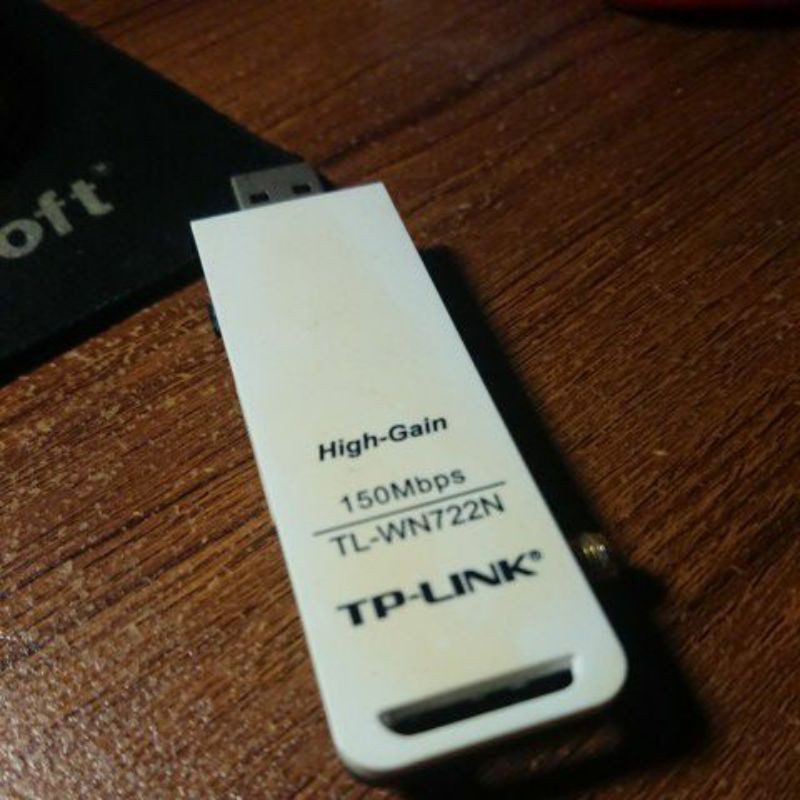 oft
High-Gain
150Mbps
TL-WN722N
TP-LINK®